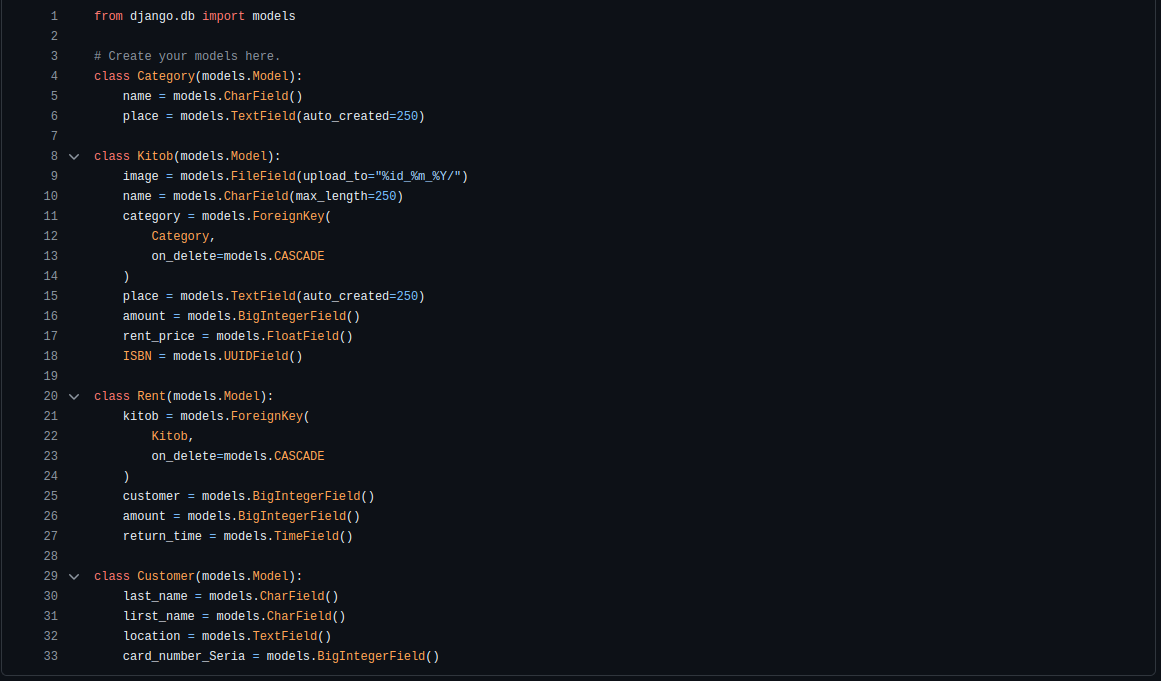 1 from django.db import models
2
3 # Create your models here.
4 class Category(models.Model):
5     name = models.CharField()
6     place = models.TextField(auto_created=250)
7
8 class Kitob(models.Model):
9     image = models.FileField(upload_to="%id_%m_%Y/")
10     name = models.CharField(max_length=250)
11     category = models.ForeignKey(
12         Category,
13         on_delete=models.CASCADE
14     )
15     place = models.TextField(auto_created=250)
16     amount = models.BigIntegerField()
17     rent_price = models.FloatField()
18     ISBN = models.UUIDField()
19
20 class Rent(models.Model):
21     kitob = models.ForeignKey(
22         Kitob,
23         on_delete=models.CASCADE
24     )
25     customer = models.BigIntegerField()
26     amount = models.BigIntegerField()
27     return_time = models.TimeField()
28
29 class Customer(models.Model):
30     last_name = models.CharField()
31     lirst_name = models.CharField()
32     location = models.TextField()
33     card_number_Seria = models.BigIntegerField()